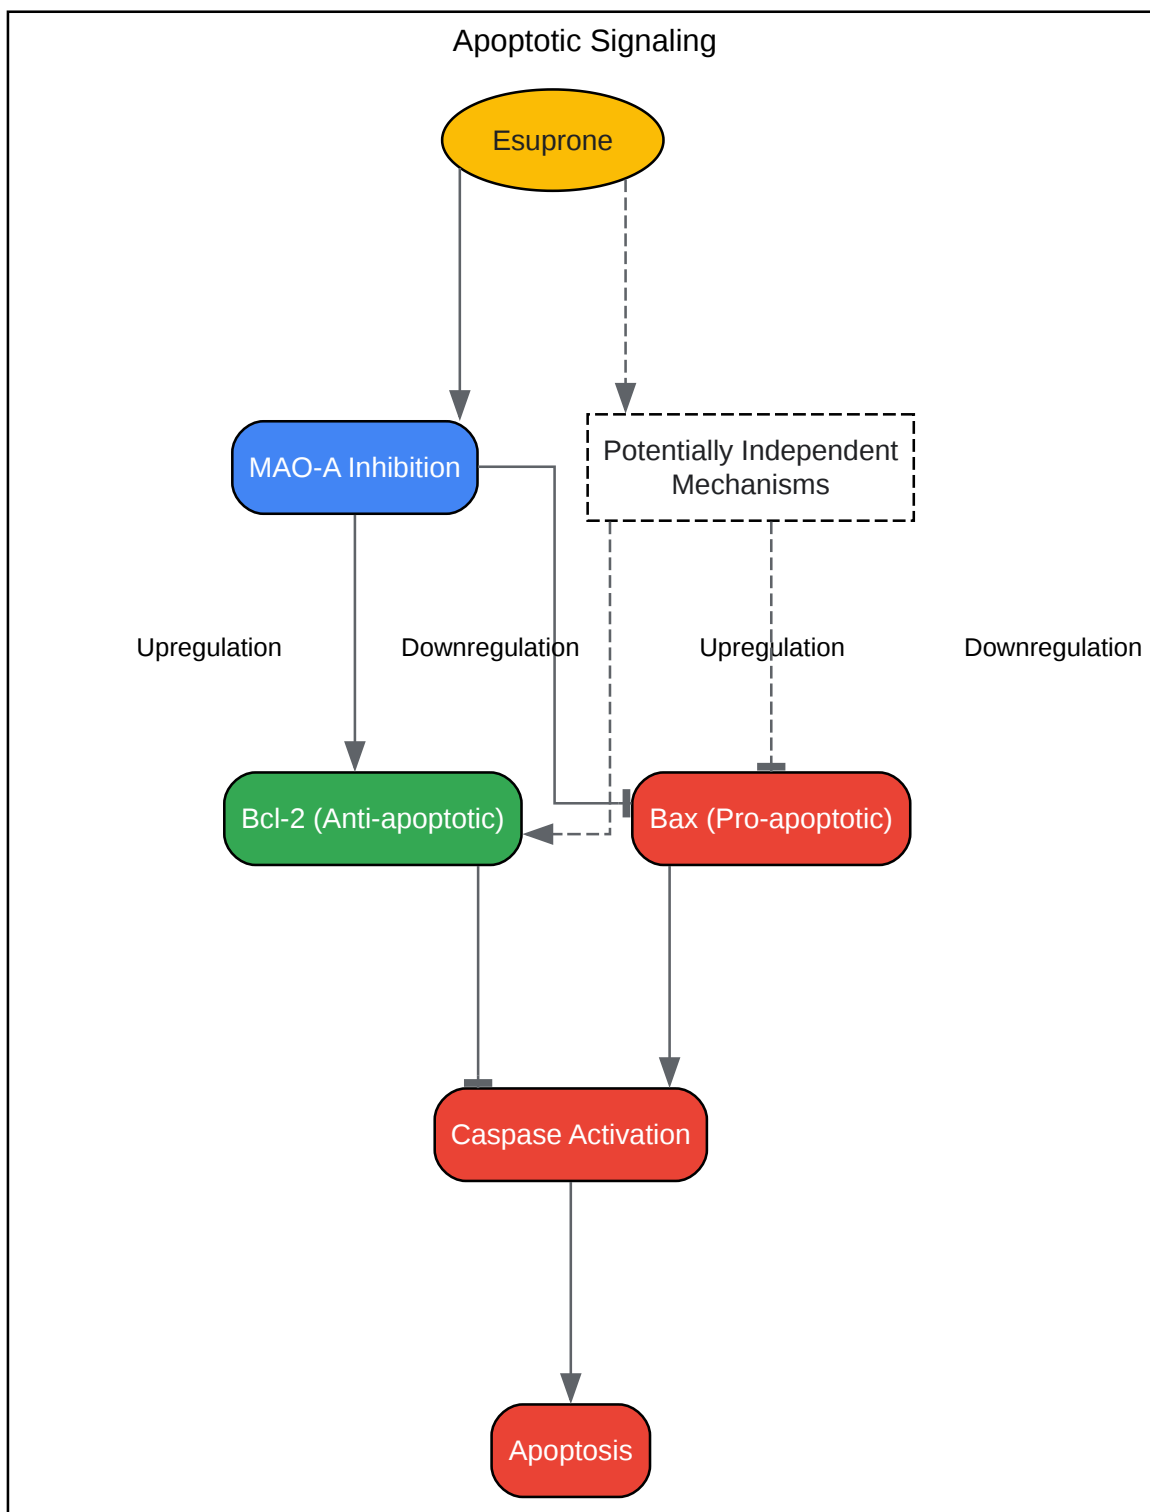 Apoptotic Signaling
Esuprone
MAO-A Inhibition
Potentially Independent
Mechanisms
Upregulation
Downregulation
Upregulation
Downregulation
Bcl-2 (Anti-apoptotic)
Bax (Pro-apoptotic)
Caspase Activation
Apoptosis